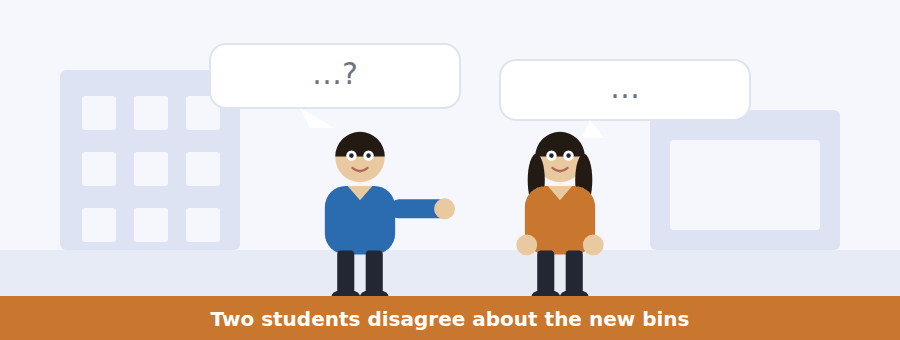 ...?
...
Two students disagree about the new bins